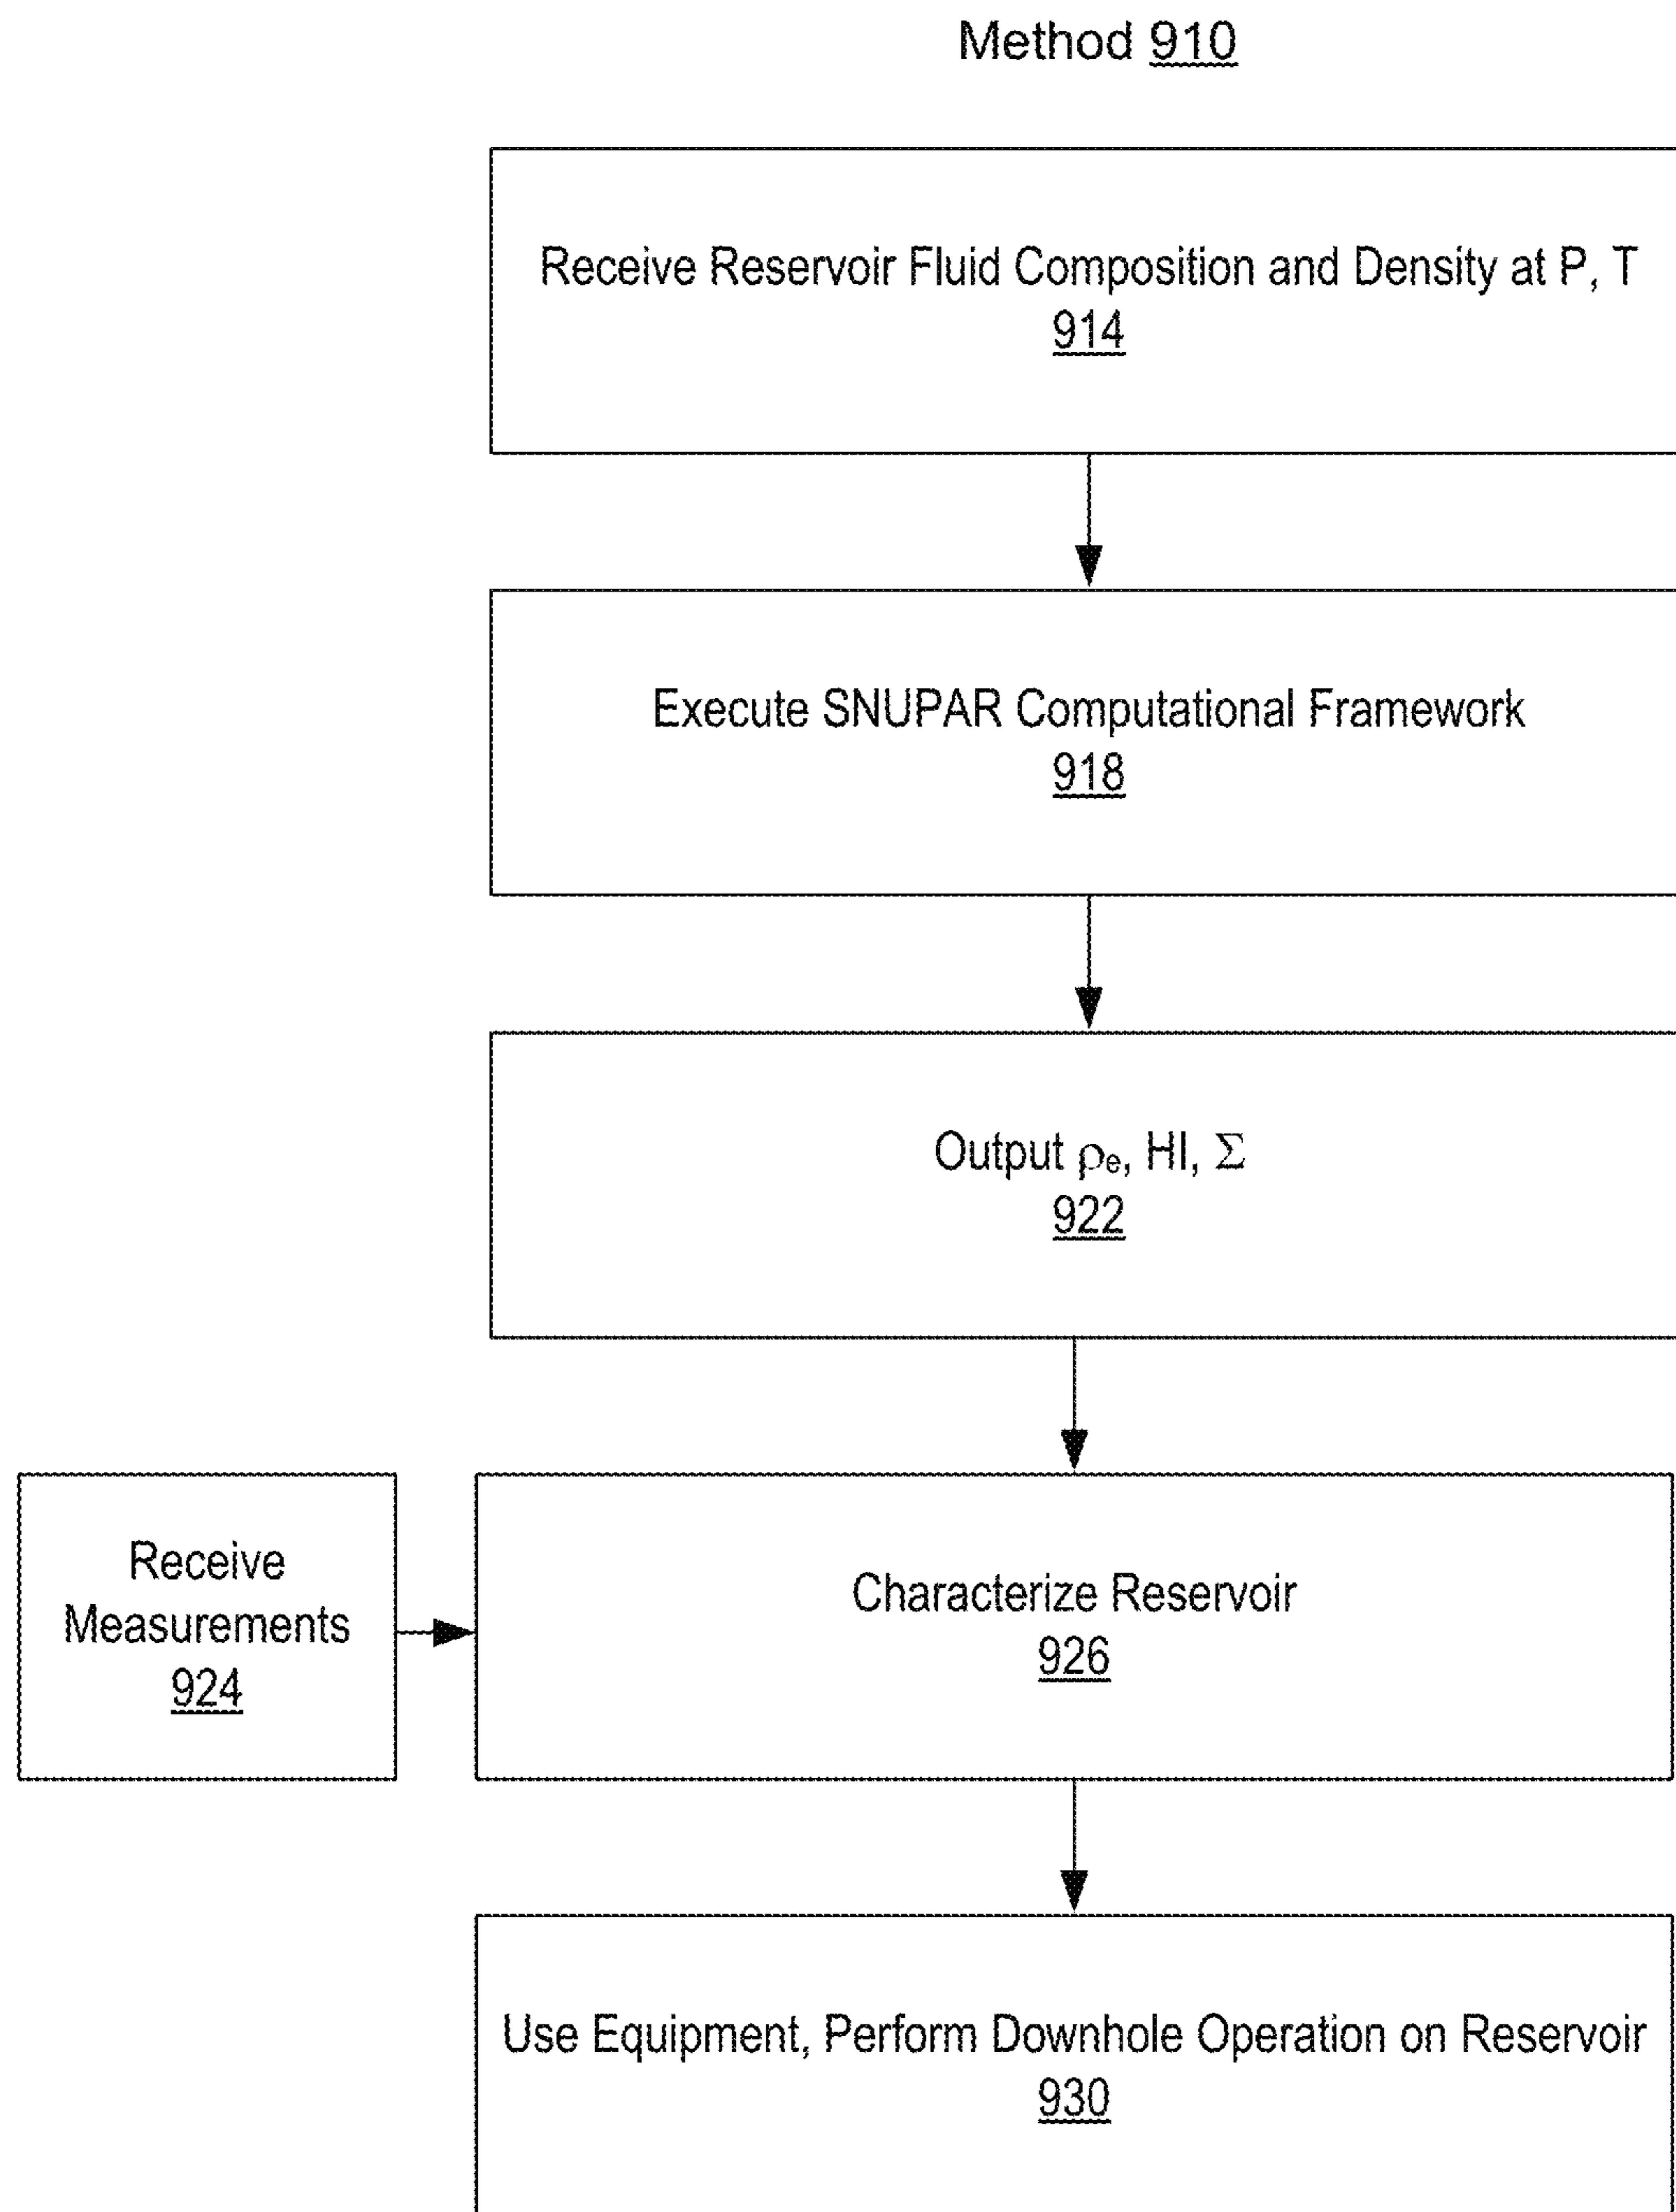 Method 910
Receive Reservoir Fluid Composition and Density at P, T
914
Execute SNUPAR Computational Framework
918
Output ρe, HI, Σ
922
Receive
Measurements
924
Characterize Reservoir
926
Use Equipment, Perform Downhole Operation on Reservoir
930